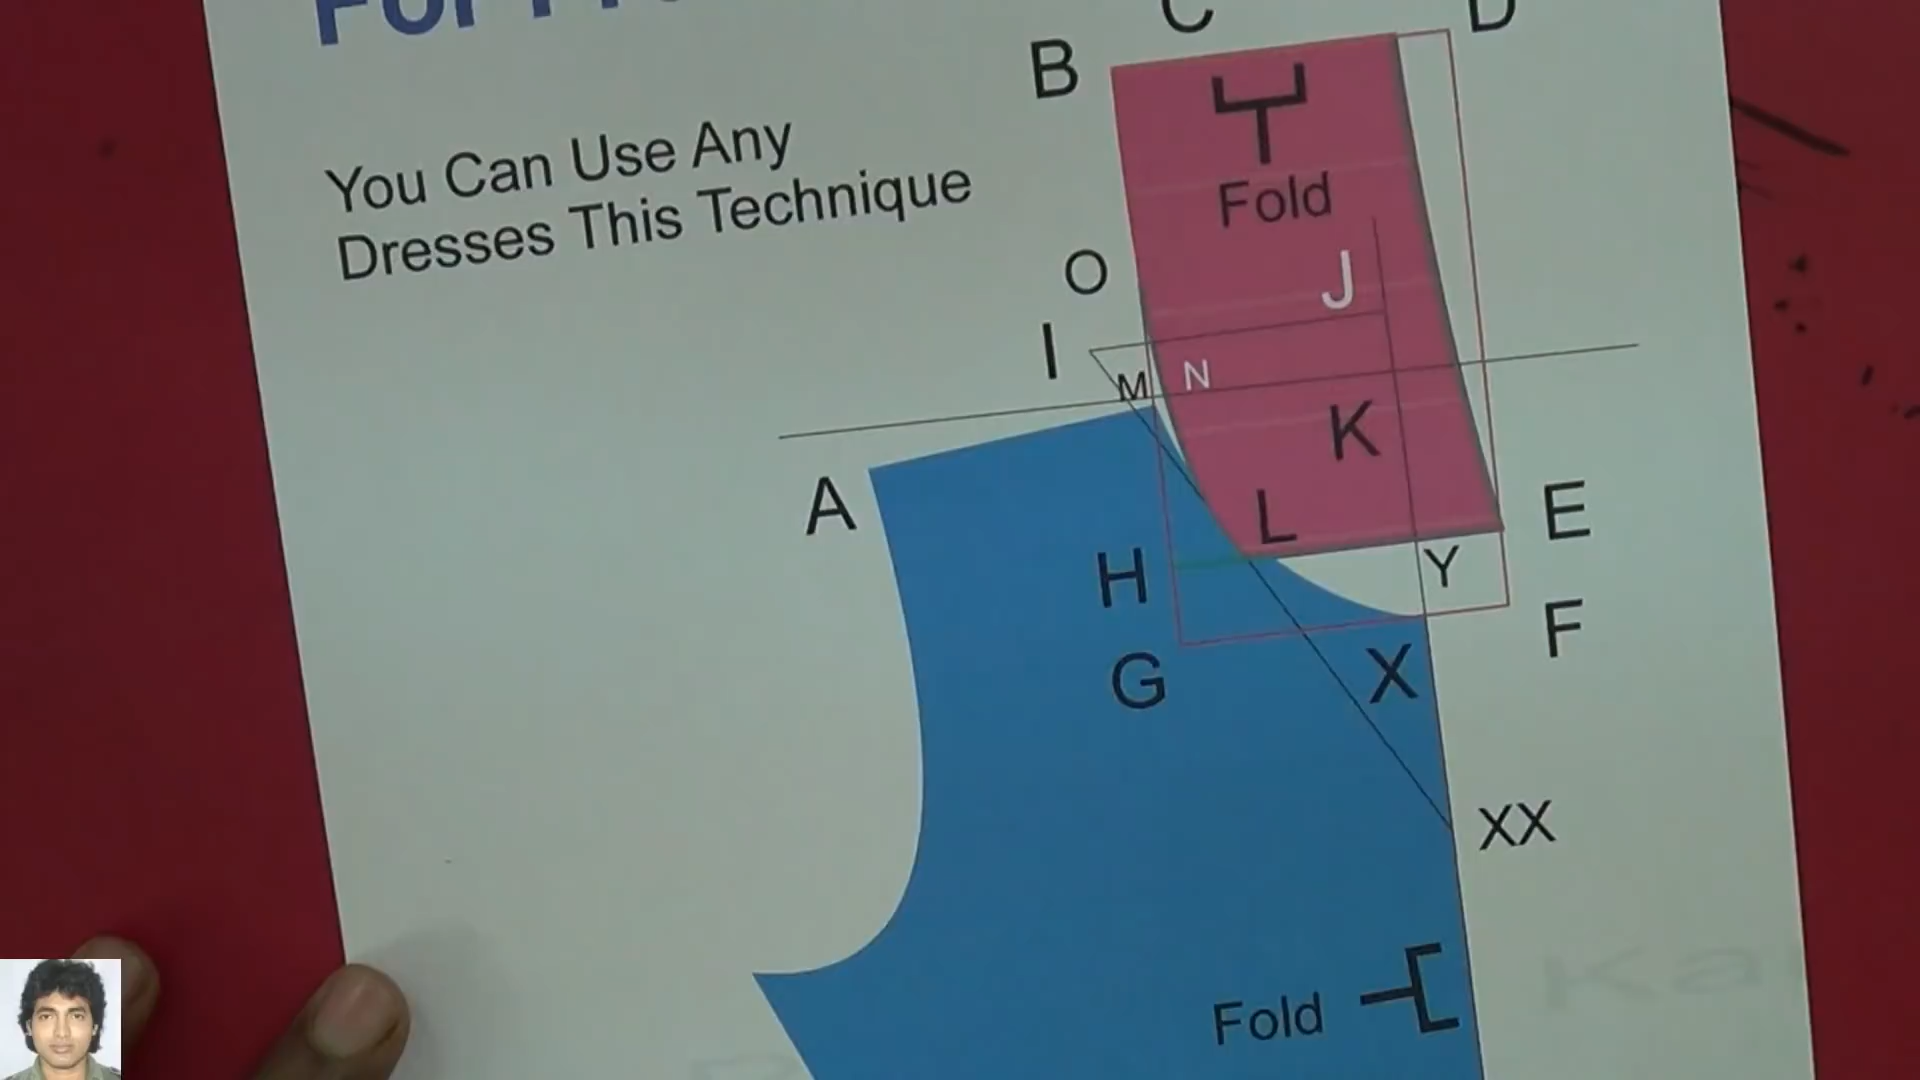 You Can Use Any
Dresses This Technique
B
C
D
Fold
O
J
I
M
N
K
A
L
E
H
Y
F
G
X
XX
Fold